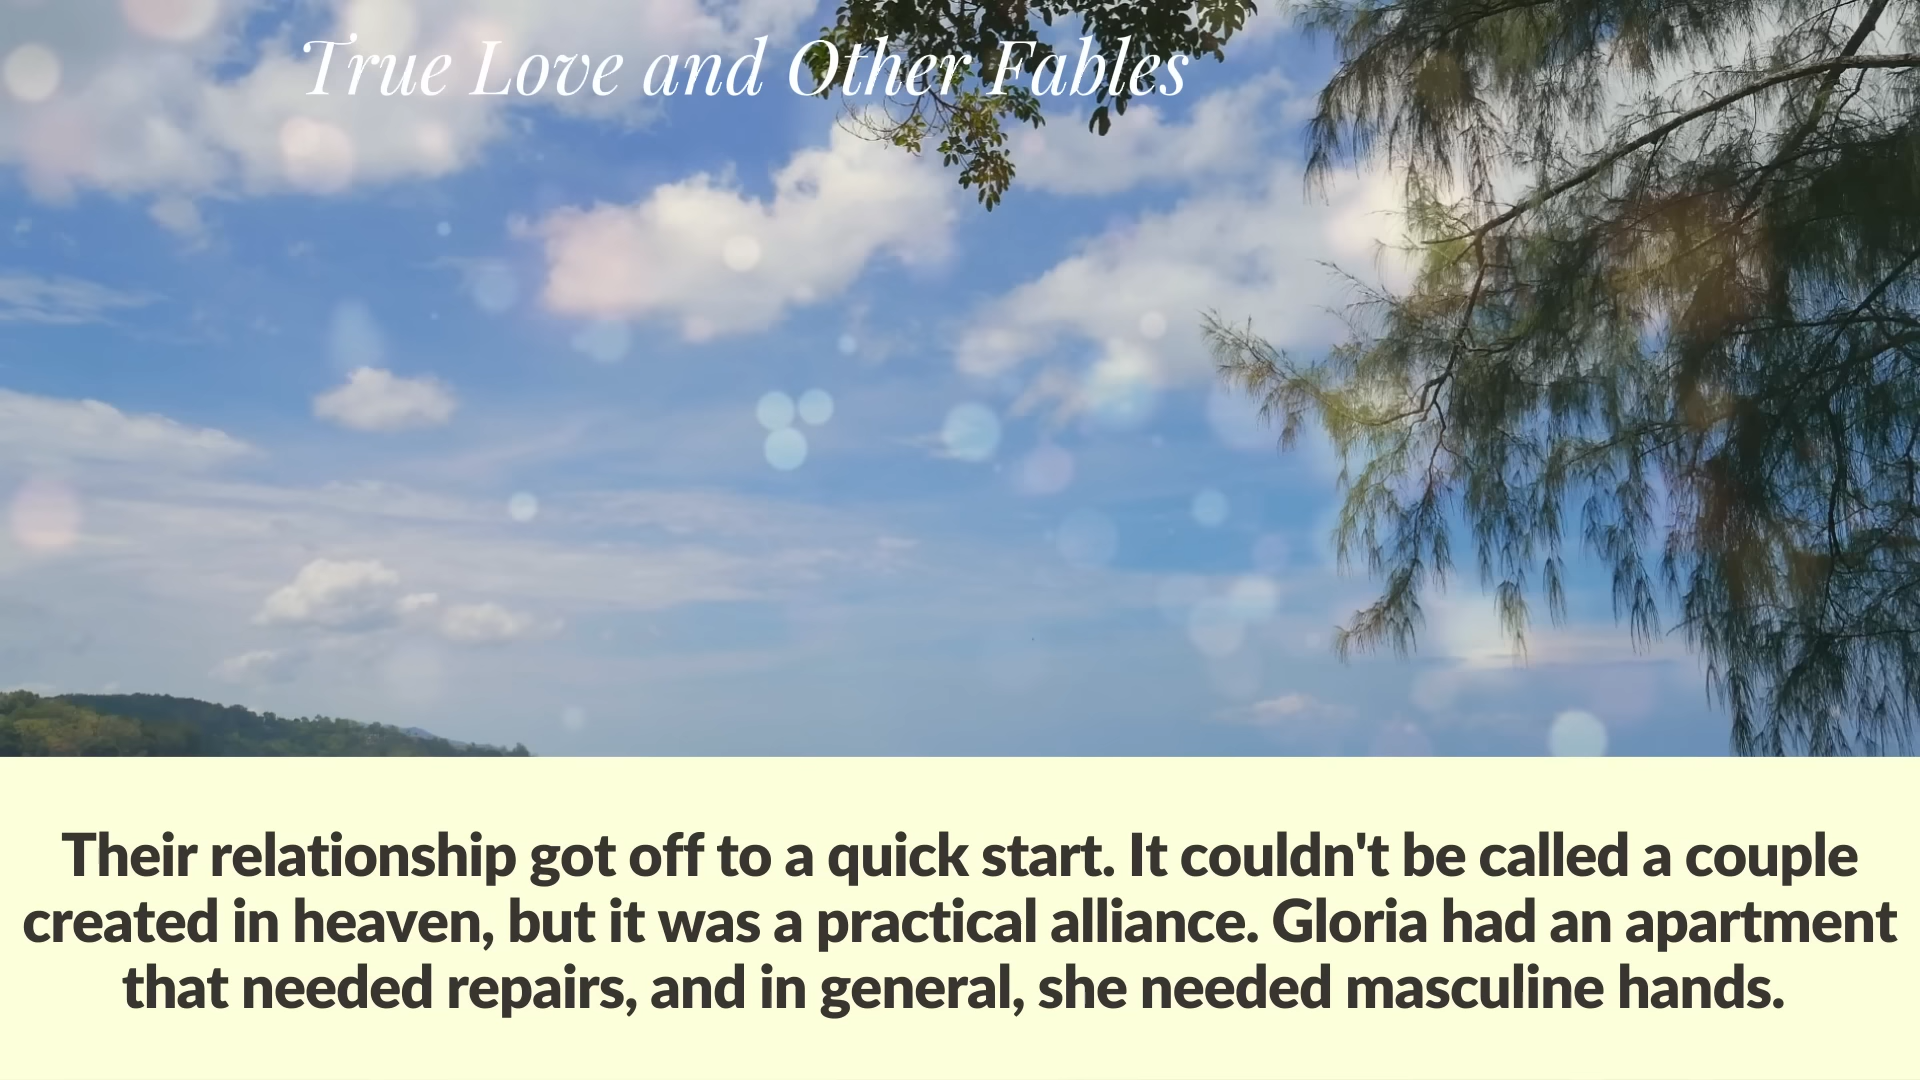 True Love and Other Fables
Their relationship got off to a quick start. It couldn't be called a couple
created in heaven, but it was a practical alliance. Gloria had an apartment
that needed repairs, and in general, she needed masculine hands.